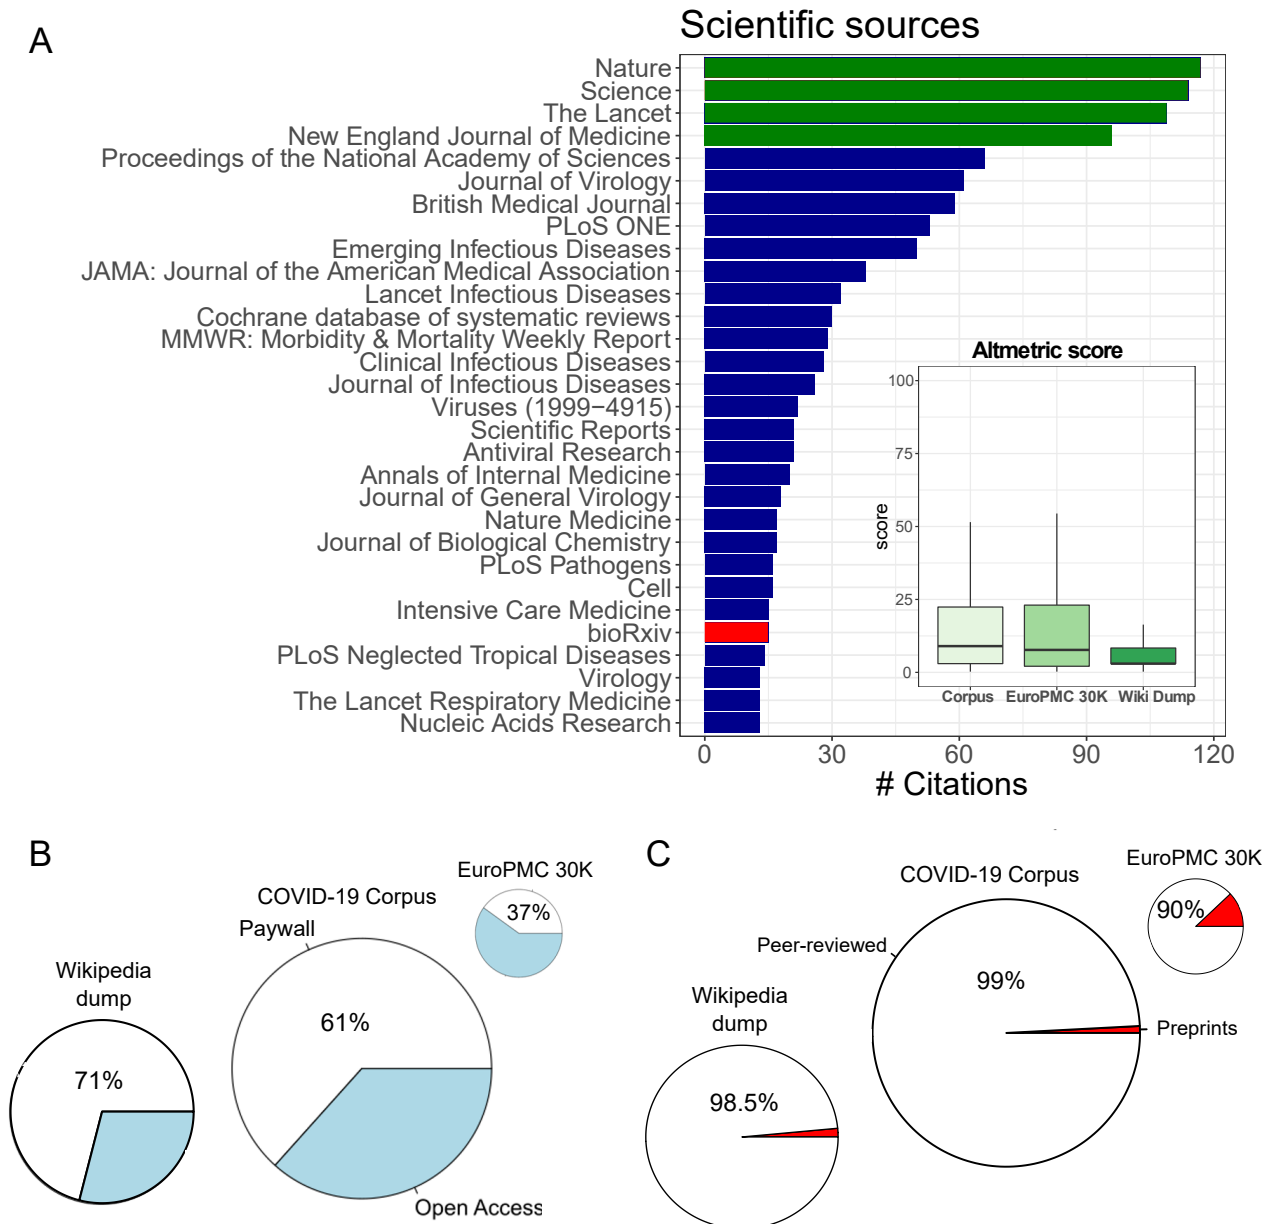 A
Scientific sources
Nature
Science
The Lancet
New England Journal of Medicine
Proceedings of the National Academy of Sciences
Journal of Virology
British Medical Journal
PLoS ONE
Emerging Infectious Diseases
JAMA: Journal of the American Medical Association
Lancet Infectious Diseases
Cochrane database of systematic reviews
MMWR: Morbidity & Mortality Weekly Report
Clinical Infectious Diseases
Journal of Infectious Diseases
Viruses (1999−4915)
Scientific Reports
Antiviral Research
Annals of Internal Medicine
Journal of General Virology
Nature Medicine
Journal of Biological Chemistry
PLoS Pathogens
Cell
Intensive Care Medicine
bioRxiv
PLoS Neglected Tropical Diseases
Virology
The Lancet Respiratory Medicine
Nucleic Acids Research
0 30 60 90 120
# Citations
Altmetric score
100
75
50
25
0
score
Corpus EuroPMC 30K Wiki Dump
B
Wikipedia
dump
71%
COVID-19 Corpus
Paywall
61%
Open Access
EuroPMC 30K
37%
C
Wikipedia
dump
98.5%
COVID-19 Corpus
Peer-reviewed
99%
Preprints
EuroPMC 30K
90%